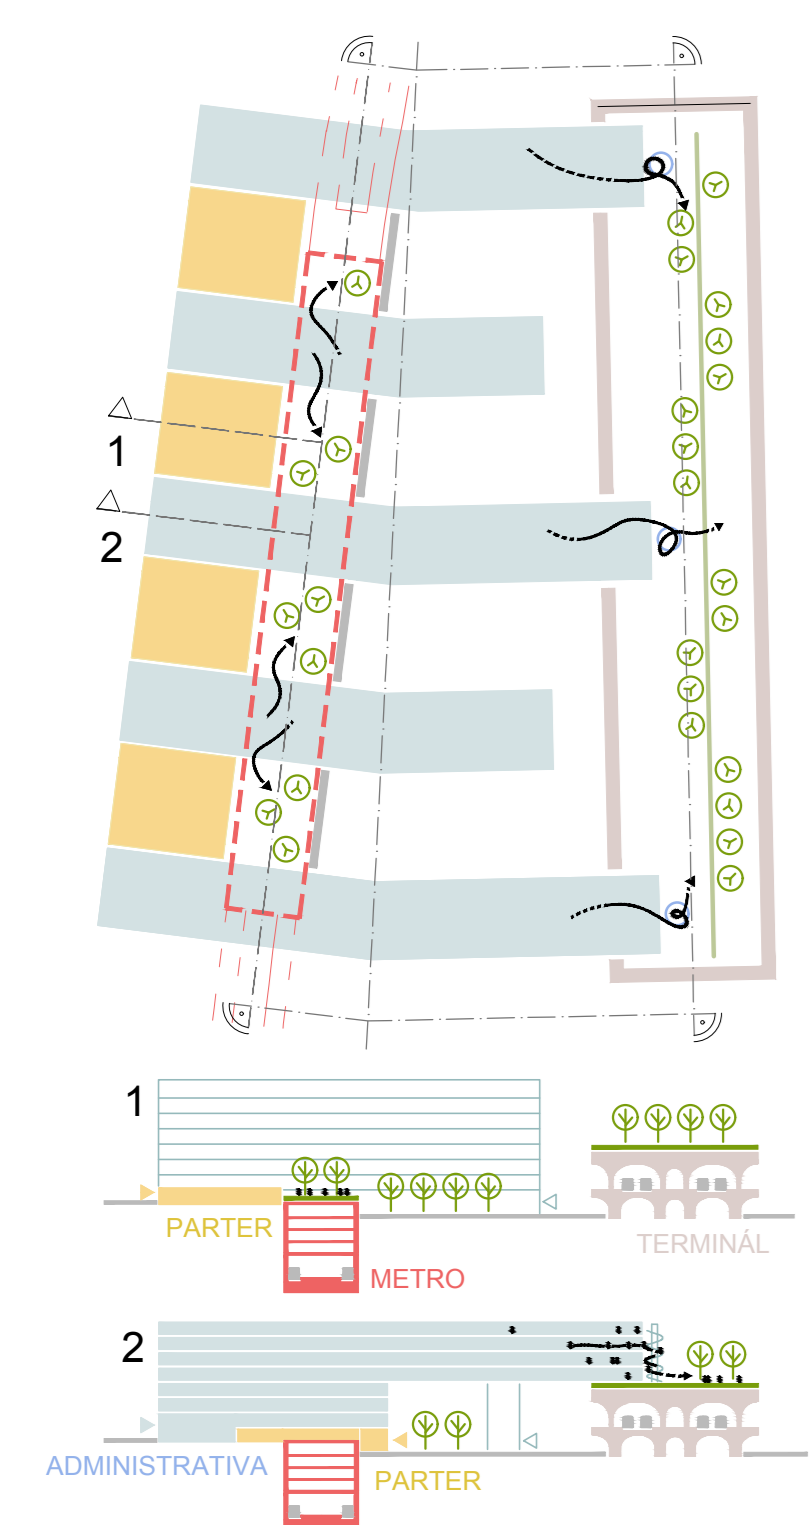 1
2
1
PARTER
TERMINÁL
METRO
2
ADMINISTRATIVA
PARTER